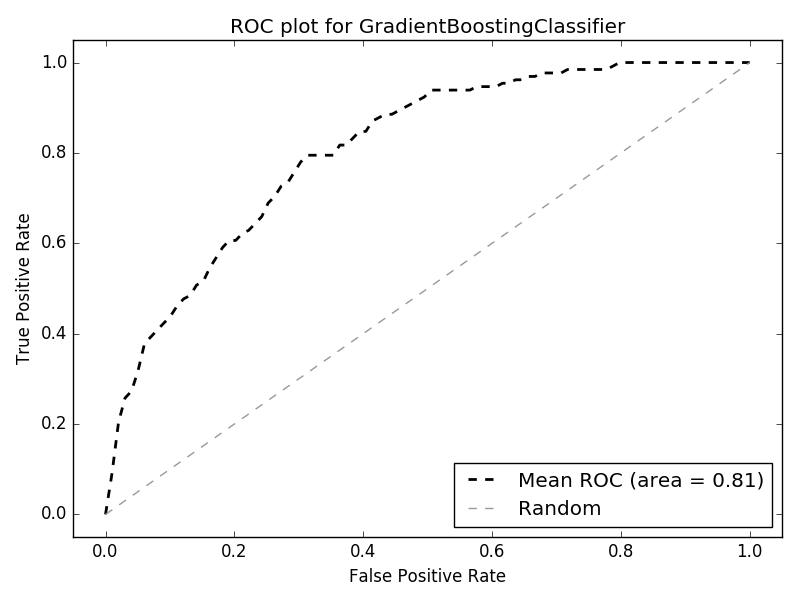 ROC plot for GradientBoostingClassifier
True Positive Rate
1.0
0.8
0.6
0.4
0.2
0.0
Mean ROC (area = 0.81)
Random
0.0 0.2 0.4 0.6 0.8 1.0
False Positive Rate